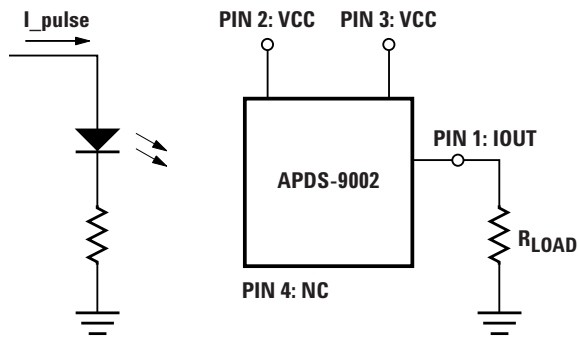 I_pulse
PIN 2: VCC
PIN 3: VCC
PIN 1: IOUT
APDS-9002
RLOAD
PIN 4: NC